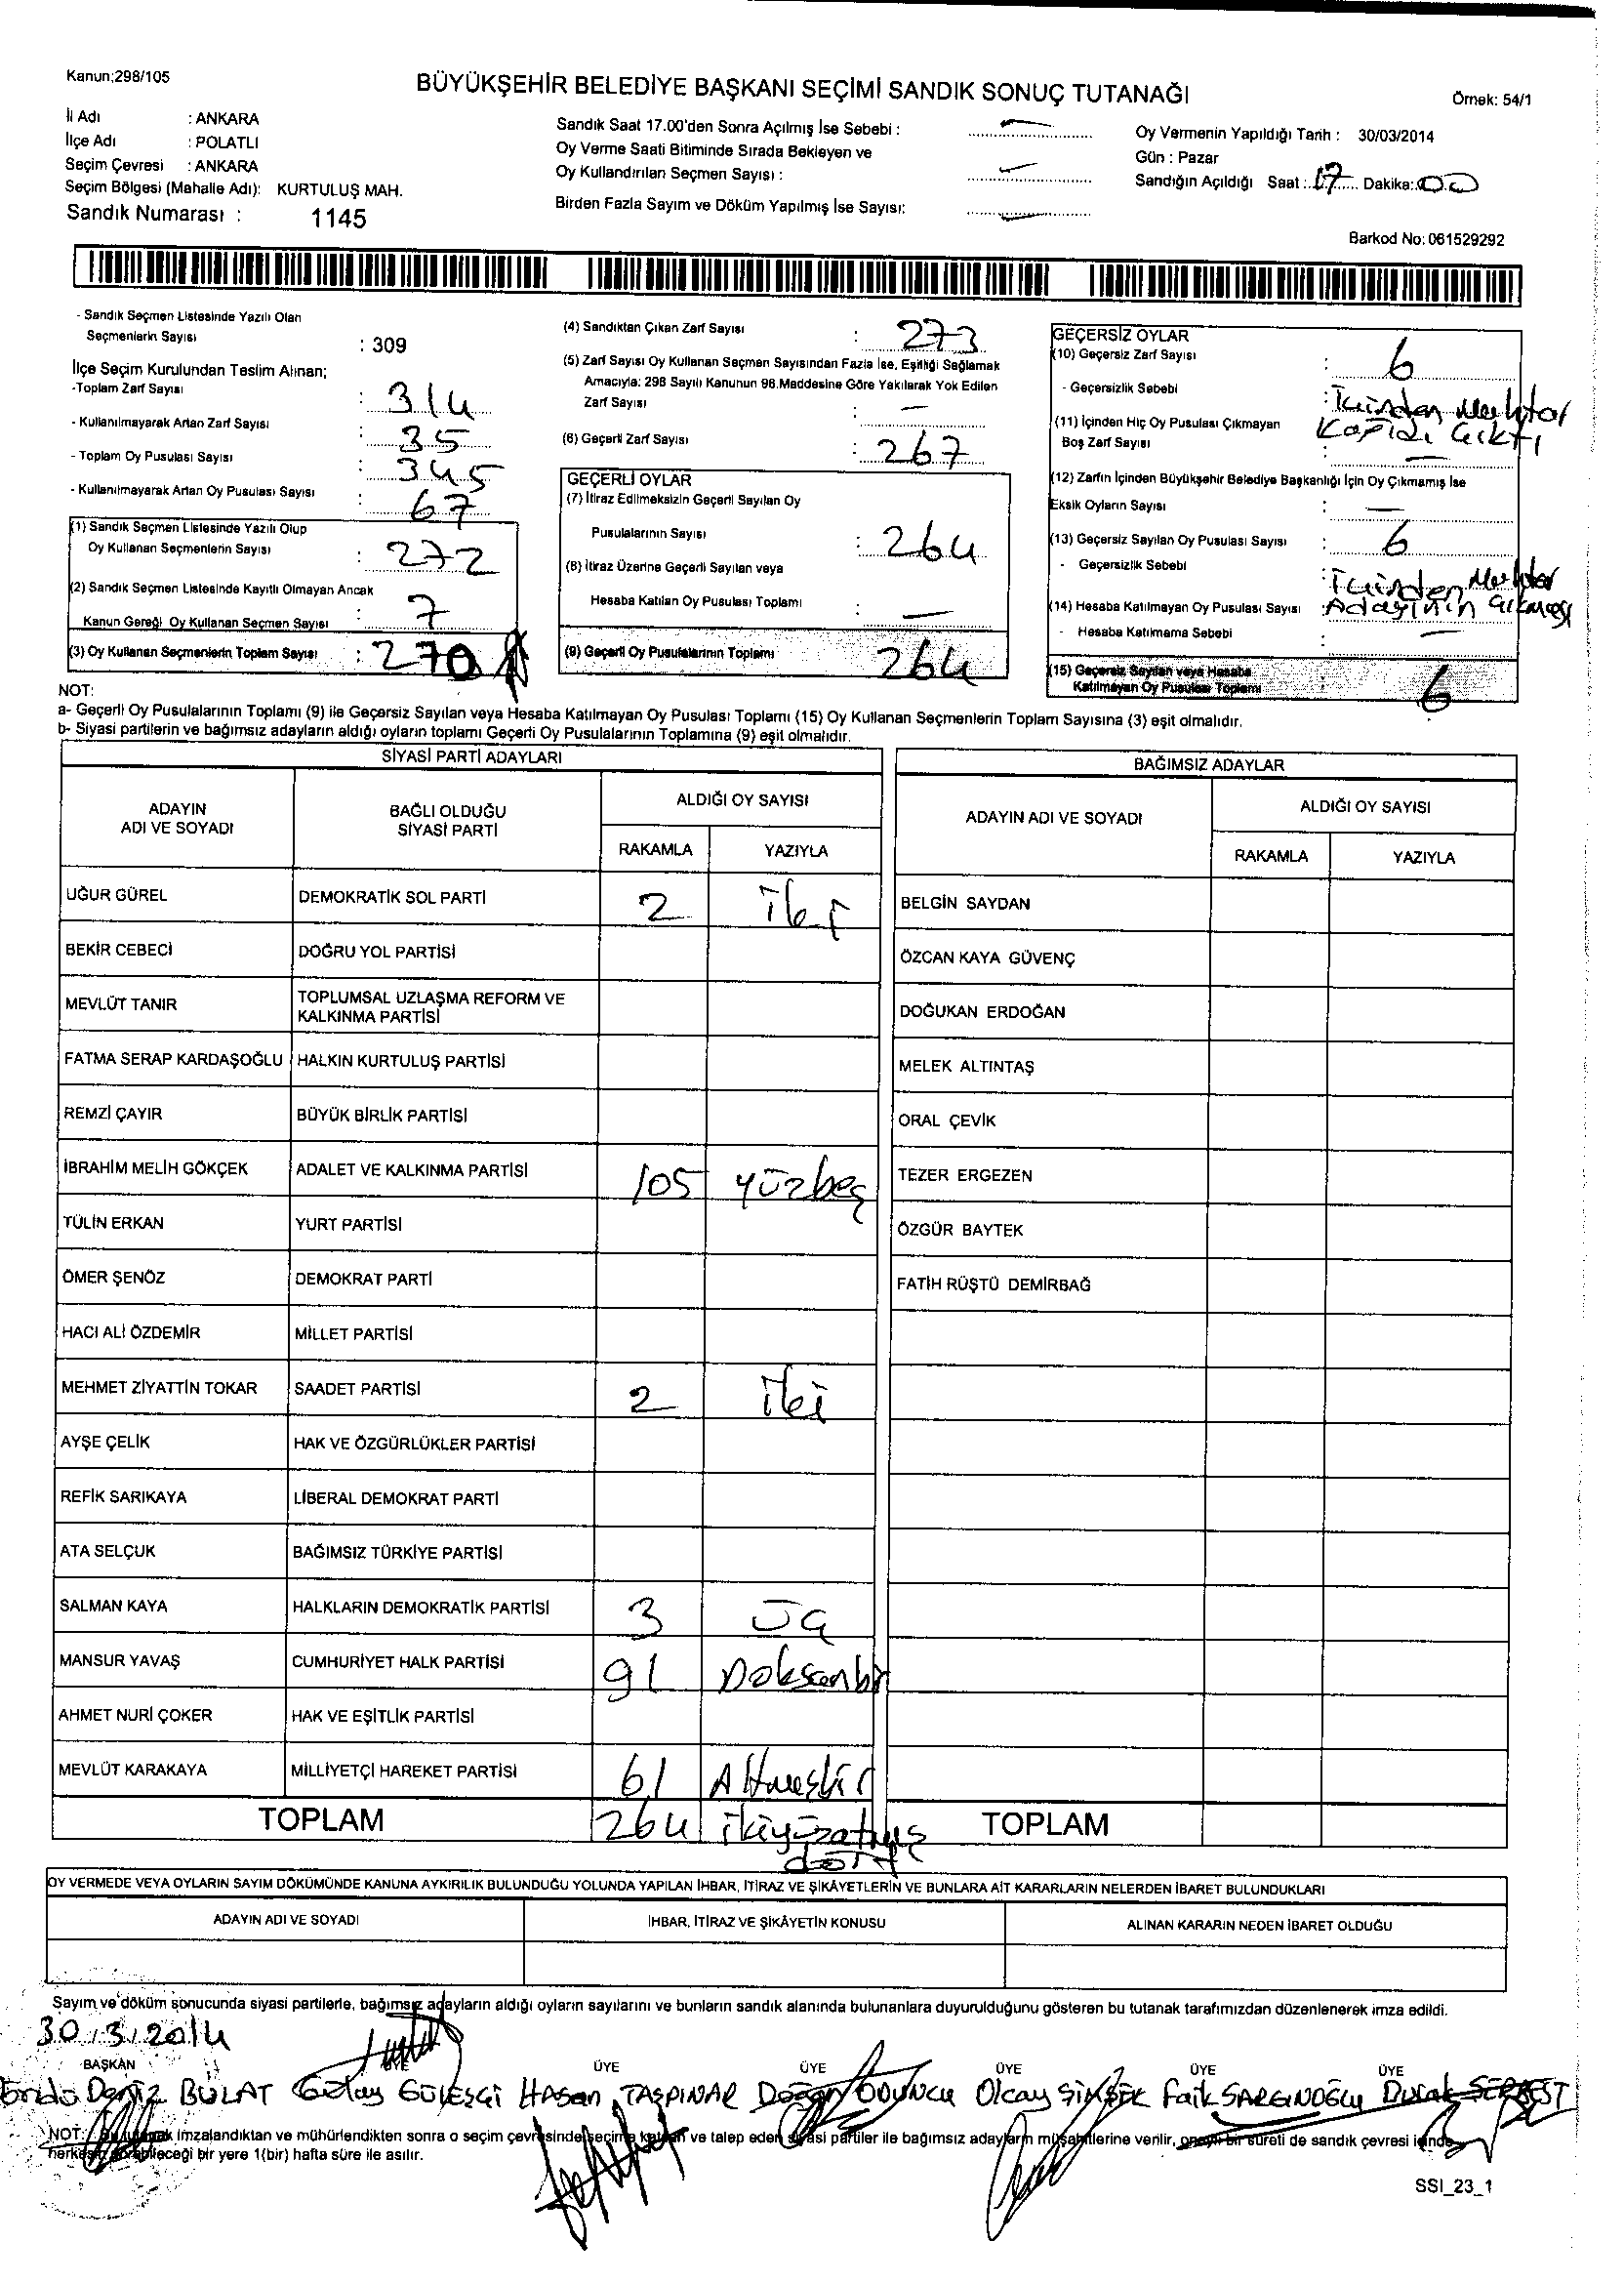 Kanun;298/105
BÜYÜKŞEHİR BELEDİYE BAŞKANI SEÇİMİ SANDIK SONUÇ TUTANAĞI
Örnek: 54/1
İl Adı : ANKARA
İlçe Adı : POLATLI
Seçim Çevresi : ANKARA
Seçim Bölgesi (Mahalle Adı): KURTULUŞ MAH.
Sandık Numarası : 1145
Sandık Saat 17.00'den Sonra Açılmış İse Sebebi : —
Oy Verme Saati Bitiminde Sırada Bekleyen ve
Oy Kullandırılan Seçmen Sayısı : —
Birden Fazla Sayım ve Döküm Yapılmış İse Sayısı: —
Oy Vermenin Yapıldığı Tarih : 30/03/2014
Gün : Pazar
Sandığın Açıldığı Saat : 17 Dakika: 00
Barkod No: 061529292
- Sandık Seçmen Listesinde Yazılı Olan
Seçmenlerin Sayısı : 309
İlçe Seçim Kurulundan Teslim Alınan;
-Toplam Zarf Sayısı : 314
- Kullanılmayarak Artan Zarf Sayısı : 35
- Toplam Oy Pusulası Sayısı : 345
- Kullanılmayarak Artan Oy Pusulası Sayısı : 67
(1) Sandık Seçmen Listesinde Yazılı Olup
Oy Kullanan Seçmenlerin Sayısı : 272
(2) Sandık Seçmen Listesinde Kayıtlı Olmayan Ancak
Kanun Gereği Oy Kullanan Seçmen Sayısı : 7
(3) Oy Kullanan Seçmenlerin Toplam Sayısı : 270
(4) Sandıktan Çıkan Zarf Sayısı : 273
(5) Zarf Sayısı Oy Kullanan Seçmen Sayısından Fazla İse, Eşitliği Sağlamak
Amacıyla; 298 Sayılı Kanunun 98.Maddesine Göre Yakılarak Yok Edilen
Zarf Sayısı : —
(6) Geçerli Zarf Sayısı : 267
GEÇERLİ OYLAR
(7) İtiraz Edilmeksizin Geçerli Sayılan Oy
Pusulalarının Sayısı : 264
(8) İtiraz Üzerine Geçerli Sayılan veya
Hesaba Katılan Oy Pusulası Toplamı : —
(9) Geçerli Oy Pusulalarının Toplamı 264
GEÇERSİZ OYLAR
(10) Geçersiz Zarf Sayısı : 6
- Geçersizlik Sebebi : İçinden Muhtar
Kağıdı Çıktı
(11) İçinden Hiç Oy Pusulası Çıkmayan
Boş Zarf Sayısı : —
(12) Zarfın İçinden Büyükşehir Belediye Başkanlığı İçin Oy Çıkmamış İse
Eksik Oyların Sayısı : —
(13) Geçersiz Sayılan Oy Pusulası Sayısı : 6
- Geçersizlik Sebebi : İçinden Muhtar
Adayının Çıkması
(14) Hesaba Katılmayan Oy Pusulası Sayısı :
- Hesaba Katılmama Sebebi : —
(15) Geçersiz Sayılan veya Hesaba
Katılmayan Oy Pusulası Toplamı : 6
NOT:
a- Geçerli Oy Pusulalarının Toplamı (9) ile Geçersiz Sayılan veya Hesaba Katılmayan Oy Pusulası Toplamı (15) Oy Kullanan Seçmenlerin Toplam Sayısına (3) eşit olmalıdır.
b- Siyasi partilerin ve bağımsız adayların aldığı oyların toplamı Geçerli Oy Pusulalarının Toplamına (9) eşit olmalıdır.
SİYASİ PARTİ ADAYLARI
ADAYIN ADI VE SOYADI BAĞLI OLDUĞU SİYASİ PARTİ ALDIĞI OY SAYISI
RAKAMLA YAZIYLA
UĞUR GÜREL DEMOKRATİK SOL PARTİ 2 İki
BEKİR CEBECİ DOĞRU YOL PARTİSİ
MEVLÜT TANIR TOPLUMSAL UZLAŞMA REFORM VE KALKINMA PARTİSİ
FATMA SERAP KARDAŞOĞLU HALKIN KURTULUŞ PARTİSİ
REMZİ ÇAYIR BÜYÜK BİRLİK PARTİSİ
İBRAHİM MELİH GÖKÇEK ADALET VE KALKINMA PARTİSİ 105 yüzbeş
TÜLİN ERKAN YURT PARTİSİ
ÖMER ŞENÖZ DEMOKRAT PARTİ
HACI ALİ ÖZDEMİR MİLLET PARTİSİ
MEHMET ZİYATTİN TOKAR SAADET PARTİSİ 2 İki
AYŞE ÇELİK HAK VE ÖZGÜRLÜKLER PARTİSİ
REFİK SARIKAYA LİBERAL DEMOKRAT PARTİ
ATA SELÇUK BAĞIMSIZ TÜRKİYE PARTİSİ
SALMAN KAYA HALKLARIN DEMOKRATİK PARTİSİ 3 üç
MANSUR YAVAŞ CUMHURİYET HALK PARTİSİ 91 Doksanbir
AHMET NURİ ÇOKER HAK VE EŞİTLİK PARTİSİ
MEVLÜT KARAKAYA MİLLİYETÇİ HAREKET PARTİSİ 61 Altmışbir
TOPLAM 264 ikiyüzatmış
dört
BAĞIMSIZ ADAYLAR
ADAYIN ADI VE SOYADI ALDIĞI OY SAYISI
RAKAMLA YAZIYLA
BELGİN SAYDAN
ÖZCAN KAYA GÜVENÇ
DOĞUKAN ERDOĞAN
MELEK ALTINTAŞ
ORAL ÇEVİK
TEZER ERGEZEN
ÖZGÜR BAYTEK
FATİH RÜŞTÜ DEMİRBAĞ
TOPLAM
OY VERMEDE VEYA OYLARIN SAYIM DÖKÜMÜNDE KANUNA AYKIRILIK BULUNDUĞU YOLUNDA YAPILAN İHBAR, İTİRAZ VE ŞİKÂYETLERİN VE BUNLARA AİT KARARLARIN NELERDEN İBARET BULUNDUKLARI
ADAYIN ADI VE SOYADI İHBAR, İTİRAZ VE ŞİKÂYETİN KONUSU ALINAN KARARIN NEDEN İBARET OLDUĞU
Sayım ve döküm sonucunda siyasi partilerle, bağımsız adayların aldığı oyların sayılarını ve bunların sandık alanında bulunanlara duyurulduğunu gösteren bu tutanak tarafımızdan düzenlenerek imza edildi.
30.3.2014
BAŞKAN ÜYE ÜYE ÜYE ÜYE ÜYE ÜYE
Deniz BULAT Gülay GÜLEŞÇİ Hasan TAŞPINAR Doğan ODUNCU Olcay ŞİMŞEK Faik SARGINOĞLU Durak SERBEST
NOT: Bu tutanak imzalandıktan ve mühürlendikten sonra o seçim çevresinde seçime katılan ve talep eden siyasi partiler ile bağımsız adayların müşahitlerine verilir, onaylı bir sureti de sandık çevresi içinde
herkesin görebileceği bir yere 1(bir) hafta süre ile asılır.
SSI_23_1